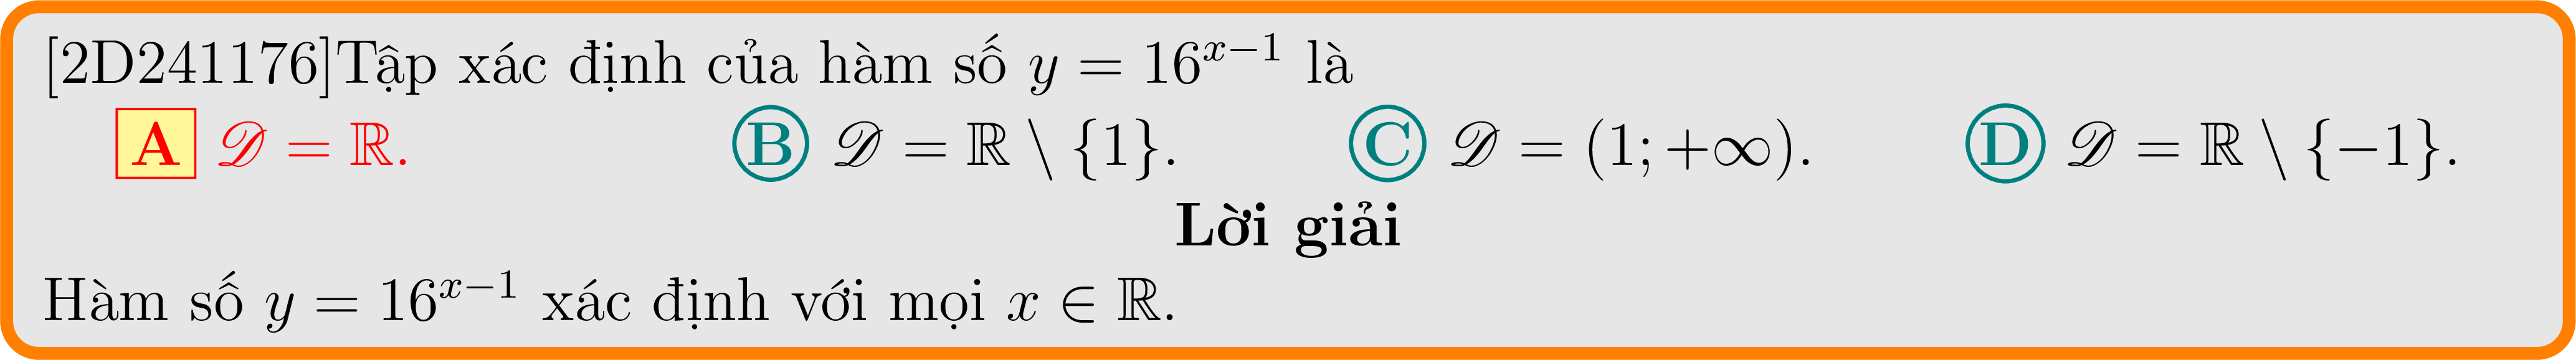 [2D241176]Tập xác định của hàm số $y = 16^{x-1}$ là
A $\mathscr{D} = \mathbb{R}$. B $\mathscr{D} = \mathbb{R} \setminus \{1\}$. C $\mathscr{D} = (1; +\infty)$. D $\mathscr{D} = \mathbb{R} \setminus \{-1\}$.
Lời giải
Hàm số $y = 16^{x-1}$ xác định với mọi $x \in \mathbb{R}$.